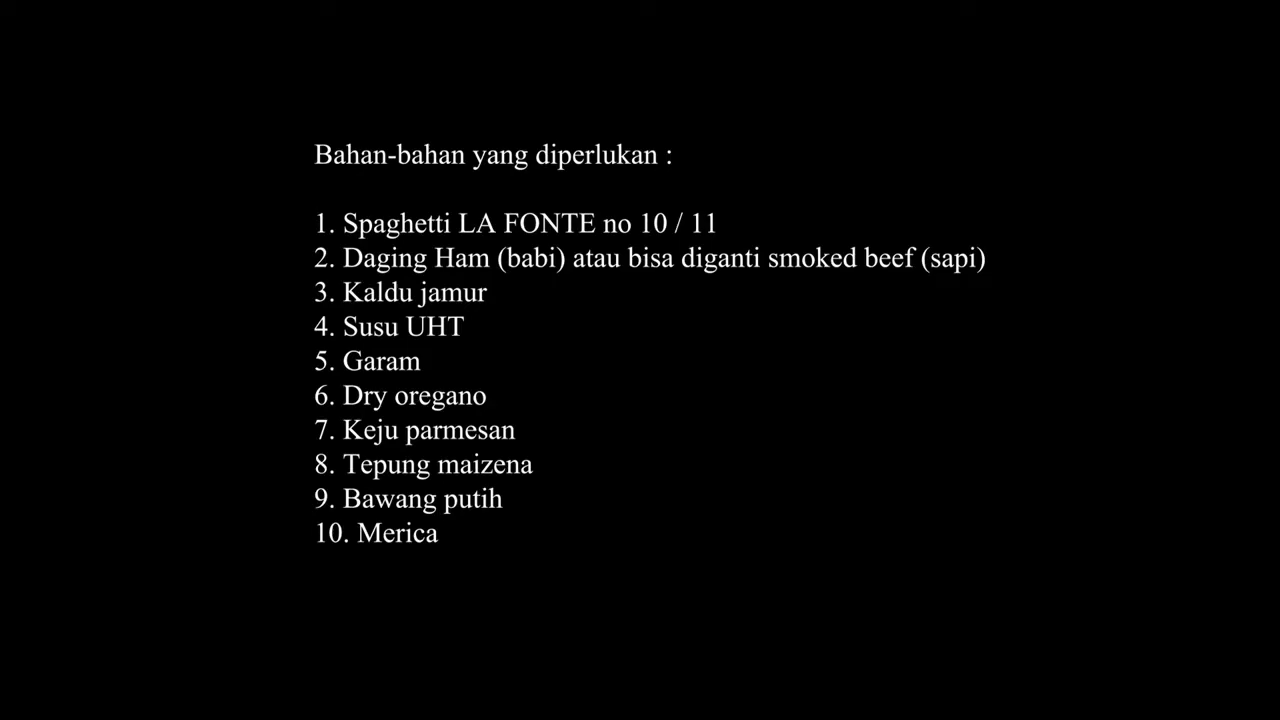 Bahan-bahan yang diperlukan :
1. Spaghetti LA FONTE no 10 / 11
2. Daging Ham (babi) atau bisa diganti smoked beef (sapi)
3. Kaldu jamur
4. Susu UHT
5. Garam
6. Dry oregano
7. Keju parmesan
8. Tepung maizena
9. Bawang putih
10. Merica